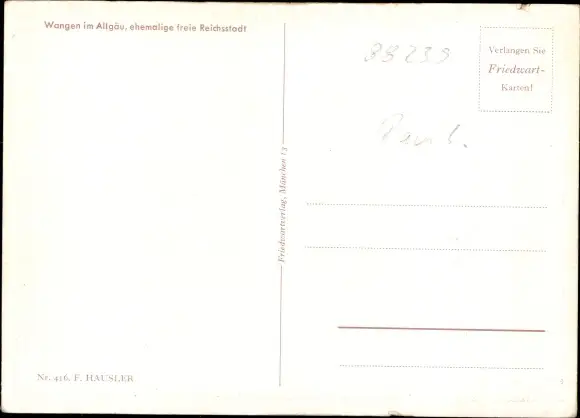 Wangen im Allgäu, ehemalige freie Reichsstadt
88239
Verlangen Sie
Friedwart-
Karten!
Friedwartverlag, München 13
Nr. 416, F. HAUSLER